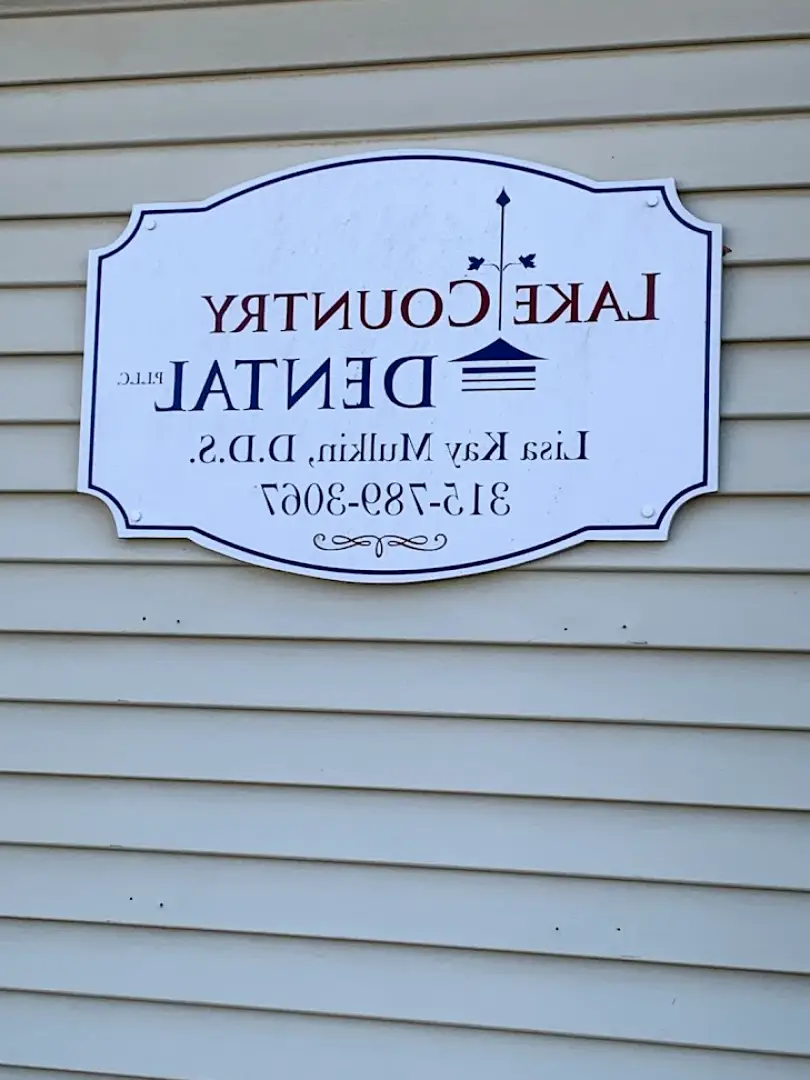 LAKE COUNTRY
DENTAL P.L.L.C.
Lisa Kay Mulkin, D.D.S.
315-789-3067